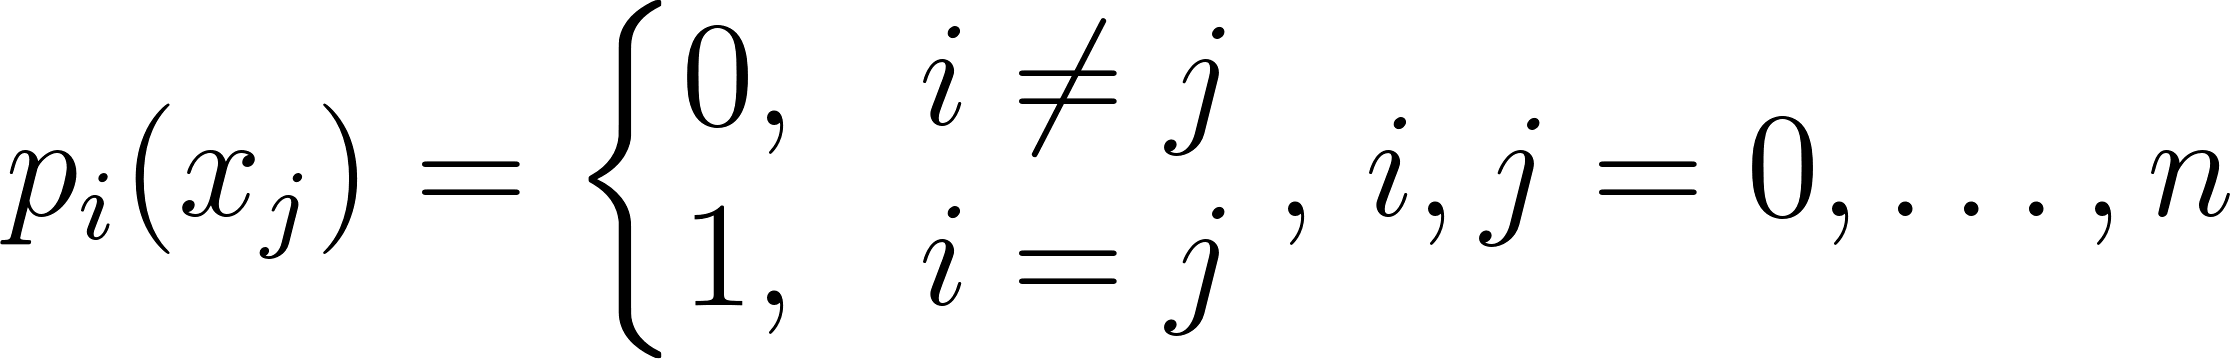 p_i(x_j) = \begin{cases} 0, & i \neq j \\ 1, & i = j \end{cases}, i, j = 0, \ldots, n